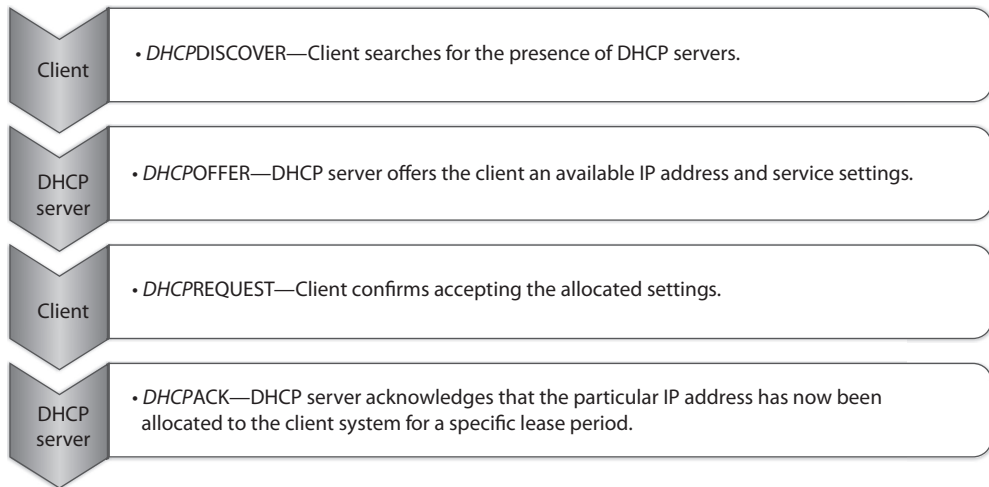 Client
• DHCPDISCOVER—Client searches for the presence of DHCP servers.
DHCP
server
• DHCPOFFER—DHCP server offers the client an available IP address and service settings.
Client
• DHCPREQUEST—Client confirms accepting the allocated settings.
DHCP
server
• DHCPACK—DHCP server acknowledges that the particular IP address has now been
allocated to the client system for a specific lease period.